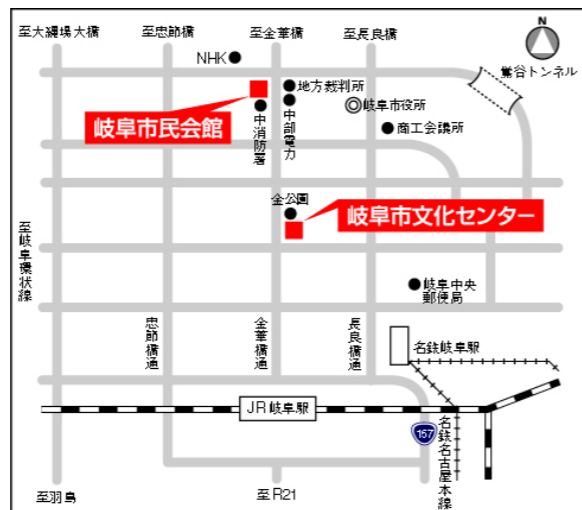 至大縄場大橋
至忠節橋
至金華橋
至長良橋
N
NHK
鶯谷トンネル
地方裁判所
岐阜市役所
岐阜市民会館
中消防署
中部電力
商工会議所
金公園
岐阜市文化センター
至岐阜環状線
岐阜中央
郵便局
忠節橋通
金華橋通
長良橋通
名鉄岐阜駅
JR岐阜駅
157
名鉄名古屋本線
至羽島
至R21